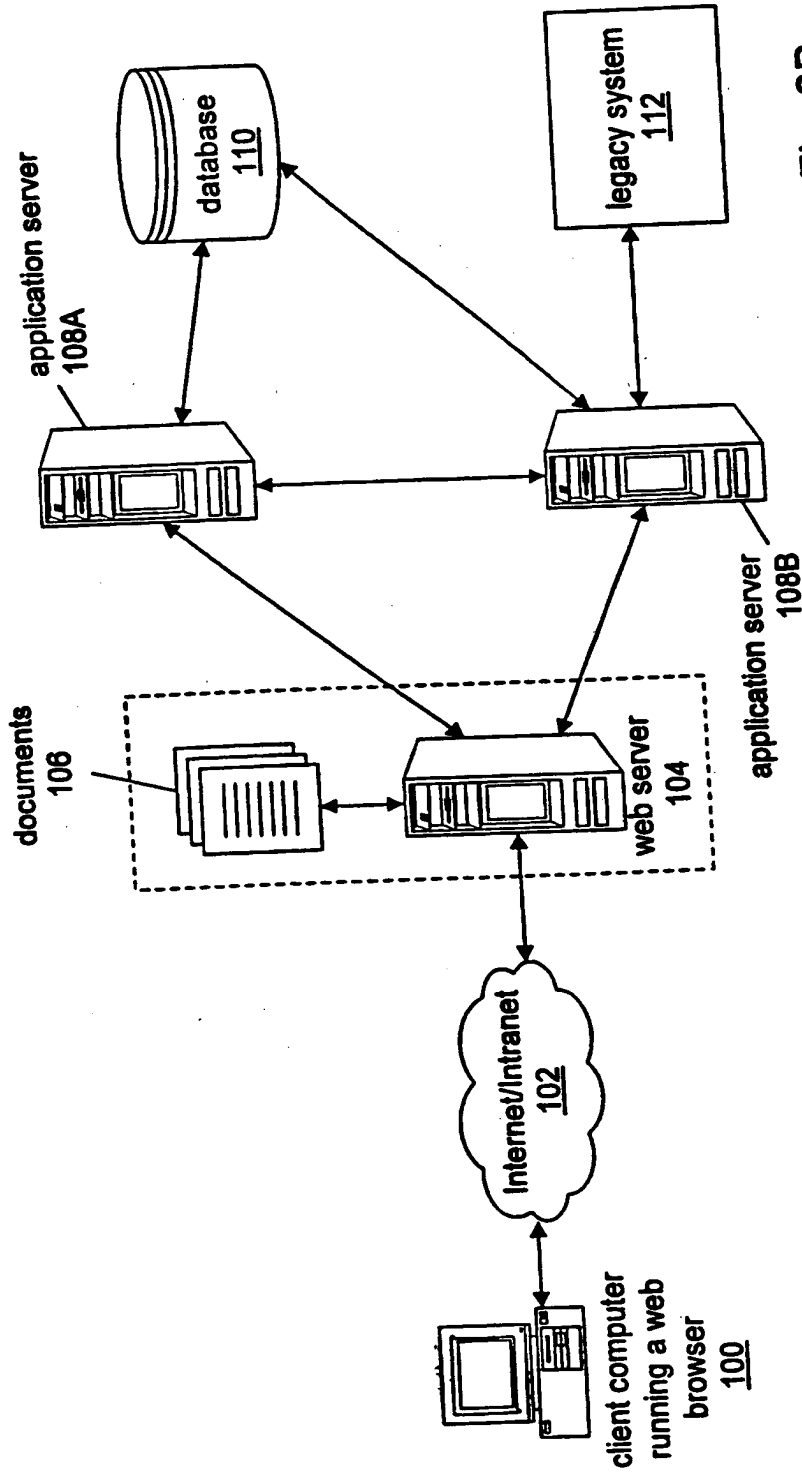 client computer
running a web
browser
100
Internet/Intranet
102
documents
106
web server
104
application server
108A
application server
108B
database
110
legacy system
112